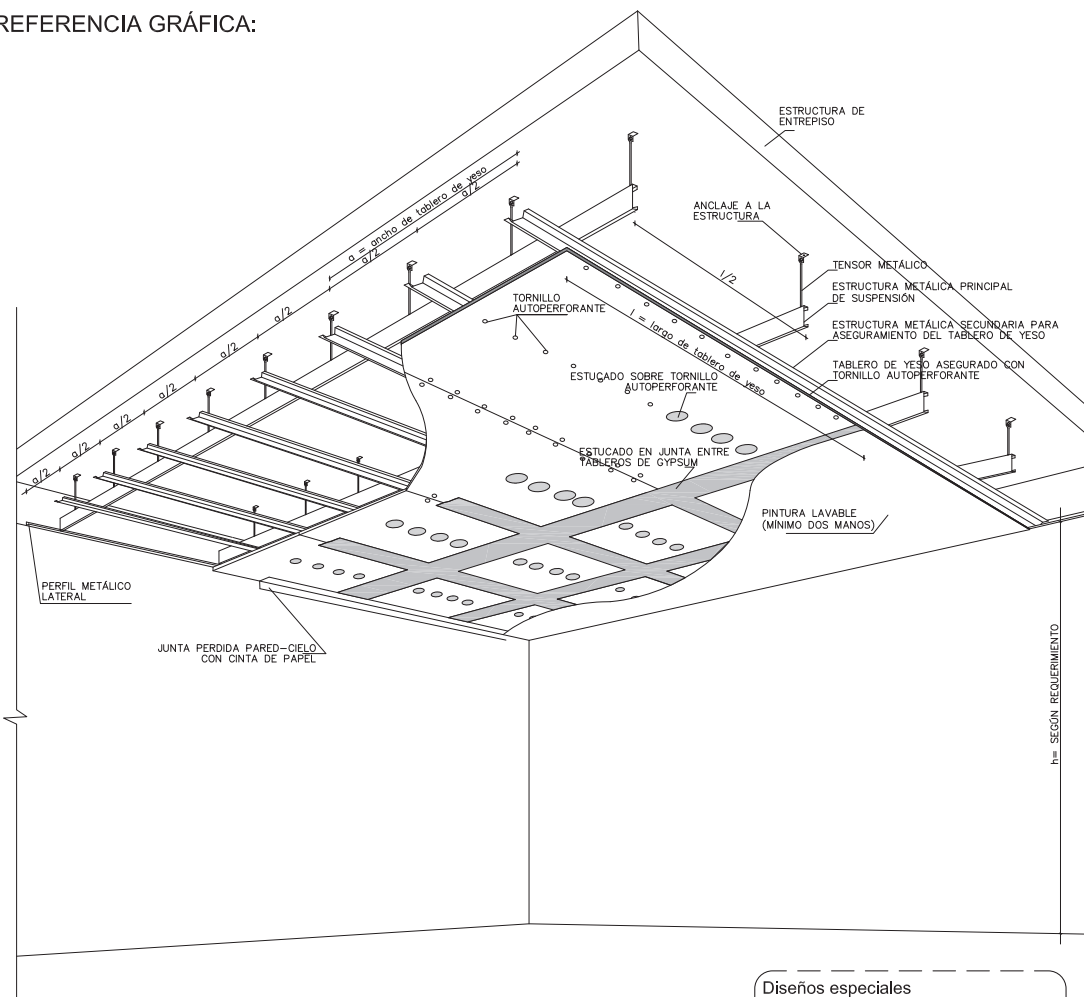 REFERENCIA GRÁFICA:
ESTRUCTURA DE
ENTREPISO
a = ancho de tablero de yeso
a/2
a/2
ANCLAJE A LA
ESTRUCTURA
l/2
TENSOR METÁLICO
ESTRUCTURA METÁLICA PRINCIPAL
DE SUSPENSIÓN
TORNILLO
AUTOPERFORANTE
l = largo de tablero de yeso
ESTRUCTURA METÁLICA SECUNDARIA PARA
ASEGURAMIENTO DEL TABLERO DE YESO
TABLERO DE YESO ASEGURADO CON
TORNILLO AUTOPERFORANTE
ESTUCADO SOBRE TORNILLO
AUTOPERFORANTE
a/2
a/2
a/2
a/2
a/2
a/2
a/2
ESTUCADO EN JUNTA ENTRE
TABLEROS DE GYPSUM
PINTURA LAVABLE
(MÍNIMO DOS MANOS)
PERFIL METÁLICO
LATERAL
JUNTA PERDIDA PARED-CIELO
CON CINTA DE PAPEL
h= SEGÚN REQUERIMIENTO
Diseños especiales